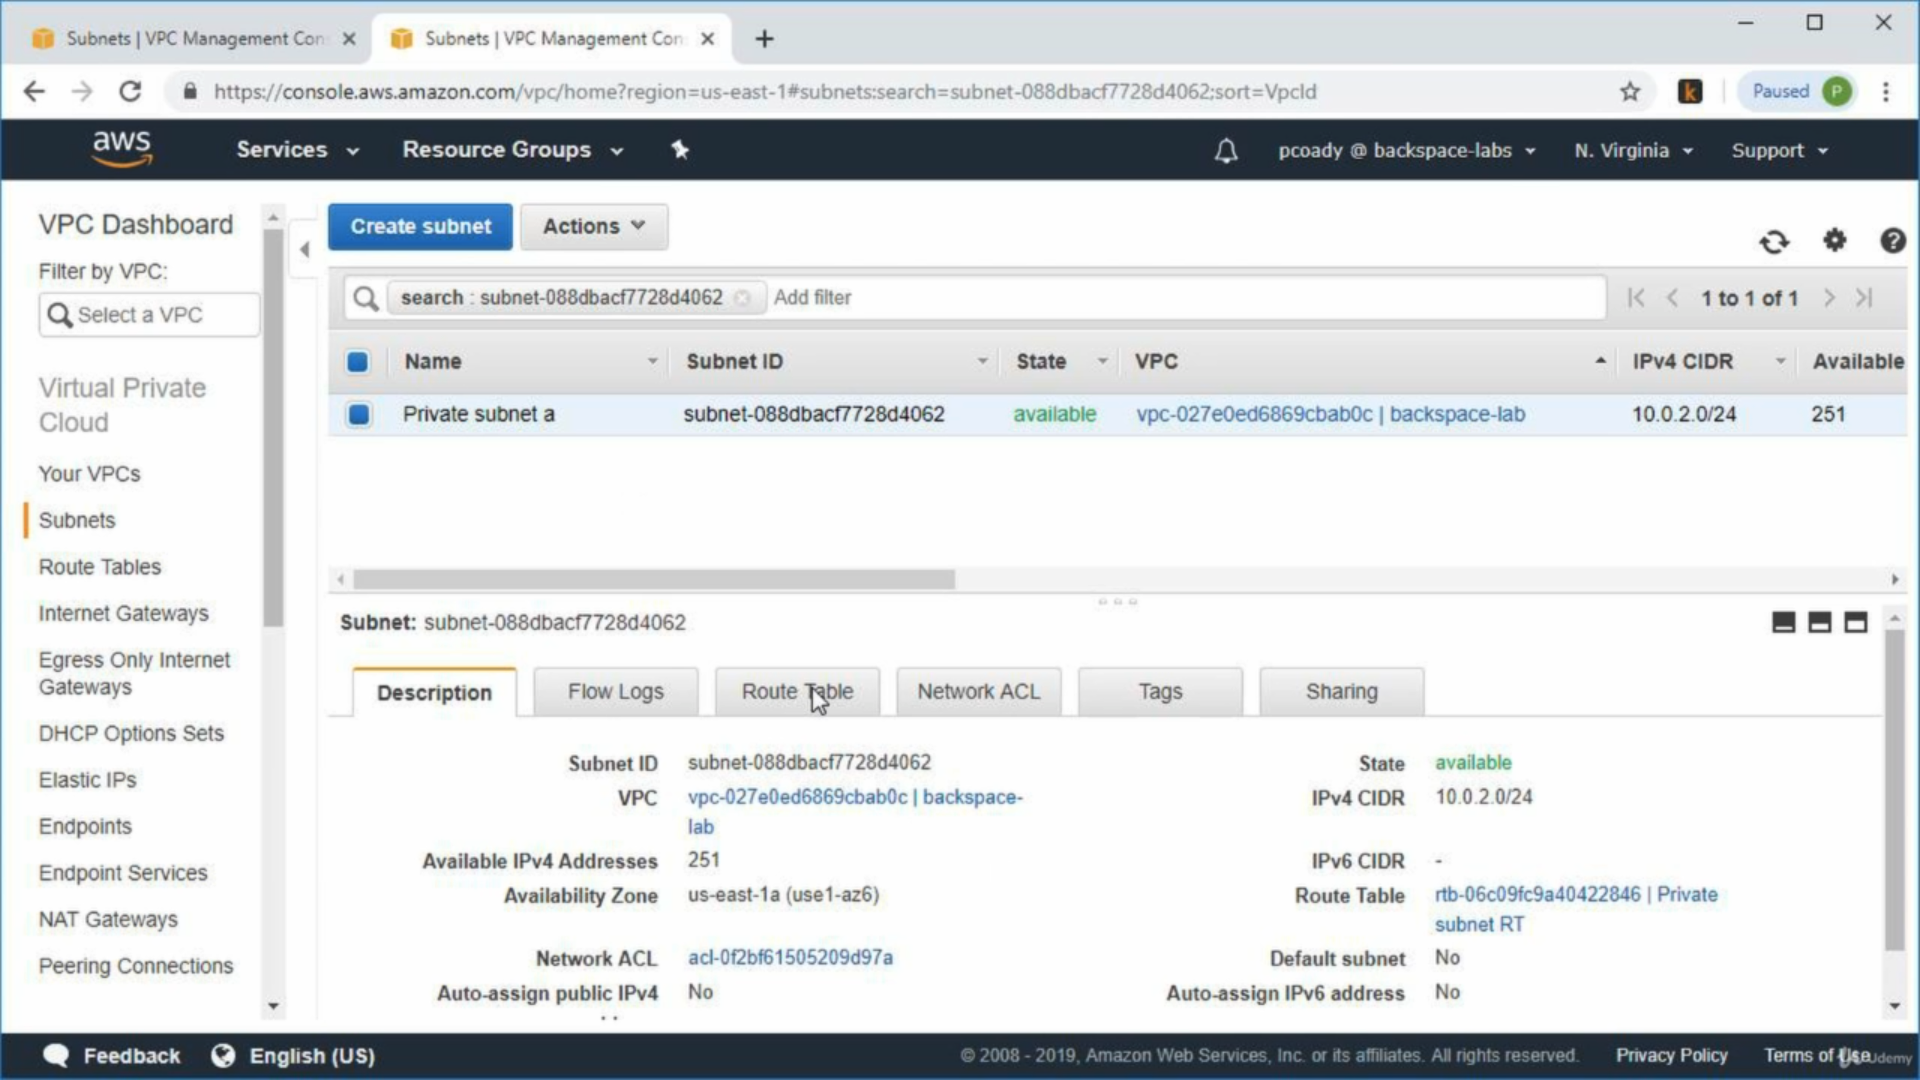 Subnets | VPC Management Con
Subnets | VPC Management Con
https://console.aws.amazon.com/vpc/home?region=us-east-1#subnets:search=subnet-088dbacf7728d4062;sort=VpcId
k
Paused
P
aws
Services
Resource Groups
pcoady @ backspace-labs
N. Virginia
Support
VPC Dashboard
Filter by VPC:
Select a VPC
Virtual Private
Cloud
Your VPCs
Subnets
Route Tables
Internet Gateways
Egress Only Internet
Gateways
DHCP Options Sets
Elastic IPs
Endpoints
Endpoint Services
NAT Gateways
Peering Connections
Create subnet
Actions
search : subnet-088dbacf7728d4062
Add filter
1 to 1 of 1
Name Subnet ID State VPC IPv4 CIDR Available
Private subnet a subnet-088dbacf7728d4062 available vpc-027e0ed6869cbab0c | backspace-lab 10.0.2.0/24 251
Subnet: subnet-088dbacf7728d4062
Description Flow Logs Route Table Network ACL Tags Sharing
Subnet ID subnet-088dbacf7728d4062 State available
VPC vpc-027e0ed6869cbab0c | backspace- IPv4 CIDR 10.0.2.0/24
lab
Available IPv4 Addresses 251 IPv6 CIDR -
Availability Zone us-east-1a (use1-az6) Route Table rtb-06c09fc9a40422846 | Private
subnet RT
Network ACL acl-0f2bf61505209d97a Default subnet No
Auto-assign public IPv4 No Auto-assign IPv6 address No
Feedback
English (US)
© 2008 - 2019, Amazon Web Services, Inc. or its affiliates. All rights reserved. Privacy Policy Terms of Use
Udemy